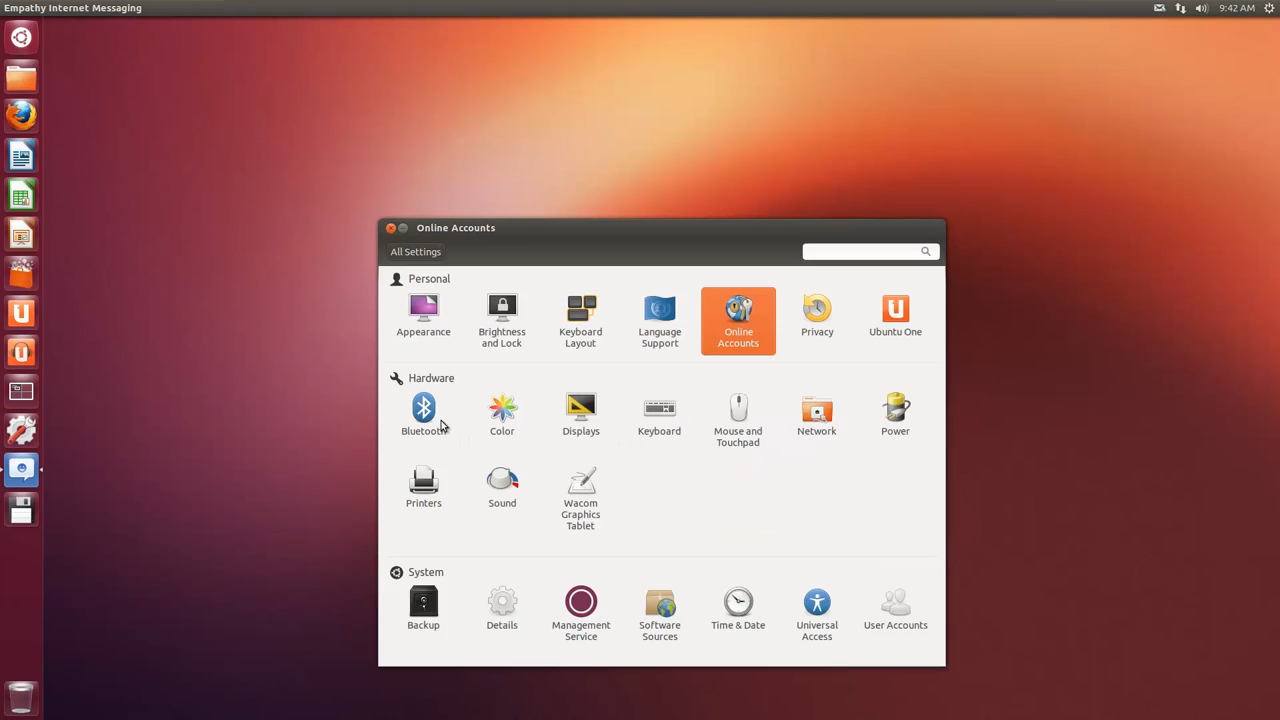 Empathy Internet Messaging
9:42 AM
Online Accounts
All Settings
Personal
Appearance
Brightness and Lock
Keyboard Layout
Language Support
Online Accounts
Privacy
Ubuntu One
Hardware
Bluetooth
Color
Displays
Keyboard
Mouse and Touchpad
Network
Power
Printers
Sound
Wacom Graphics Tablet
System
Backup
Details
Management Service
Software Sources
Time & Date
Universal Access
User Accounts